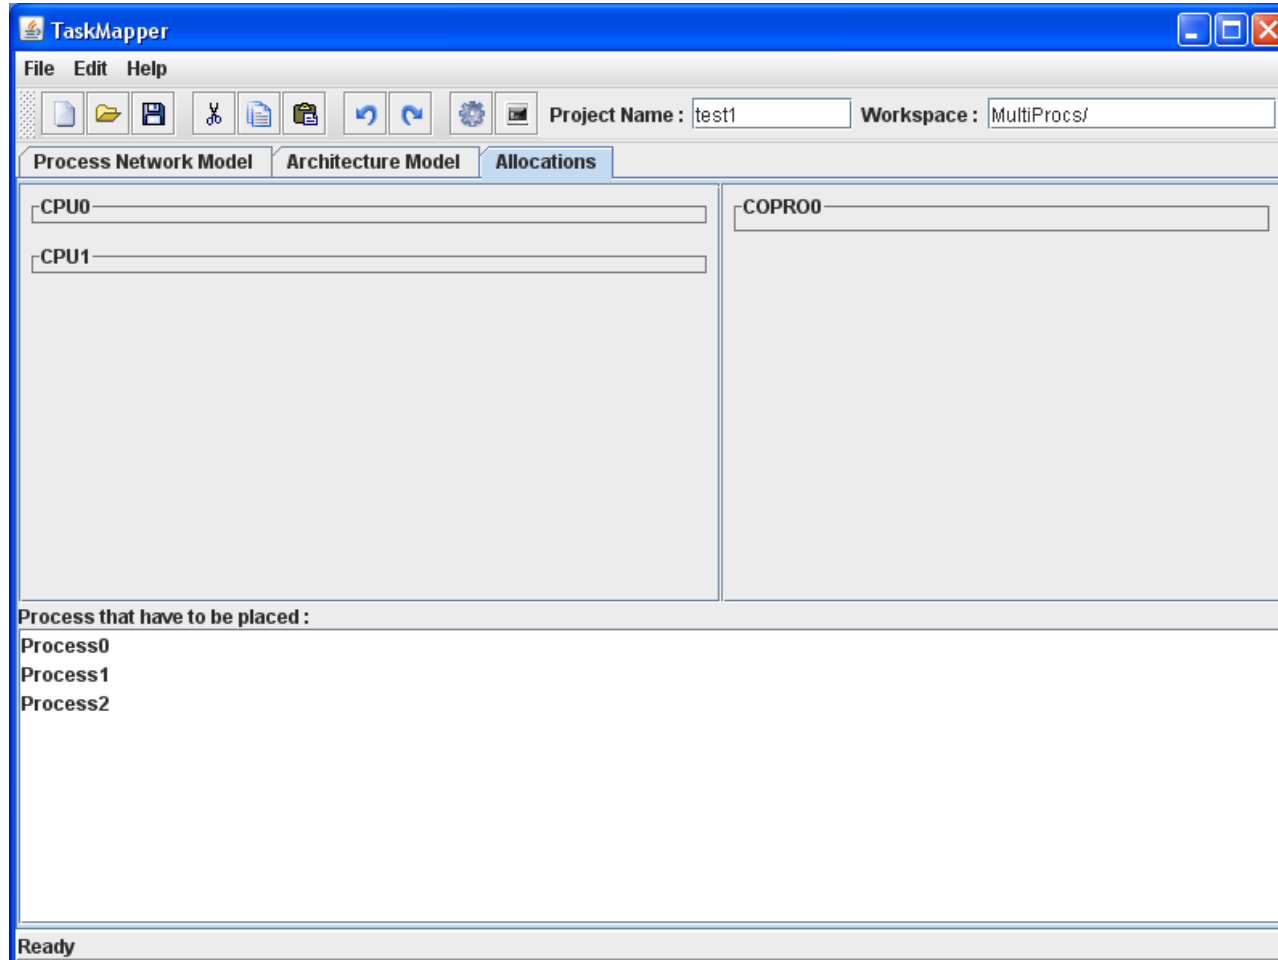 TaskMapper
File Edit Help
Project Name : test1 Workspace : MultiProcs/
Process Network Model Architecture Model Allocations
CPU0 COPRO0
CPU1
Process that have to be placed :
Process0
Process1
Process2
Ready